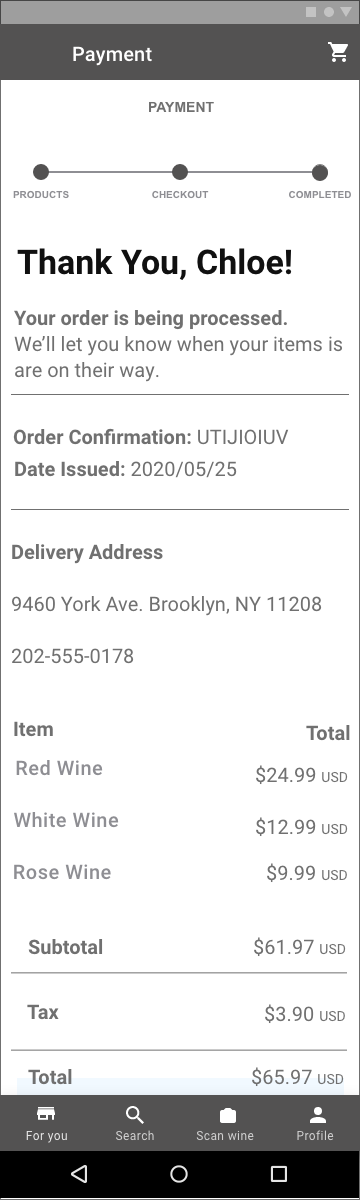 Payment
PAYMENT
PRODUCTS CHECKOUT COMPLETED
Thank You, Chloe!
Your order is being processed.
We’ll let you know when your items is
are on their way.
Order Confirmation: UTIJIOIUV
Date Issued: 2020/05/25
Delivery Address
9460 York Ave. Brooklyn, NY 11208
202-555-0178
Item Total
Red Wine $24.99 USD
White Wine $12.99 USD
Rose Wine $9.99 USD
Subtotal $61.97 USD
Tax $3.90 USD
Total $65.97 USD
For you Search Scan wine Profile